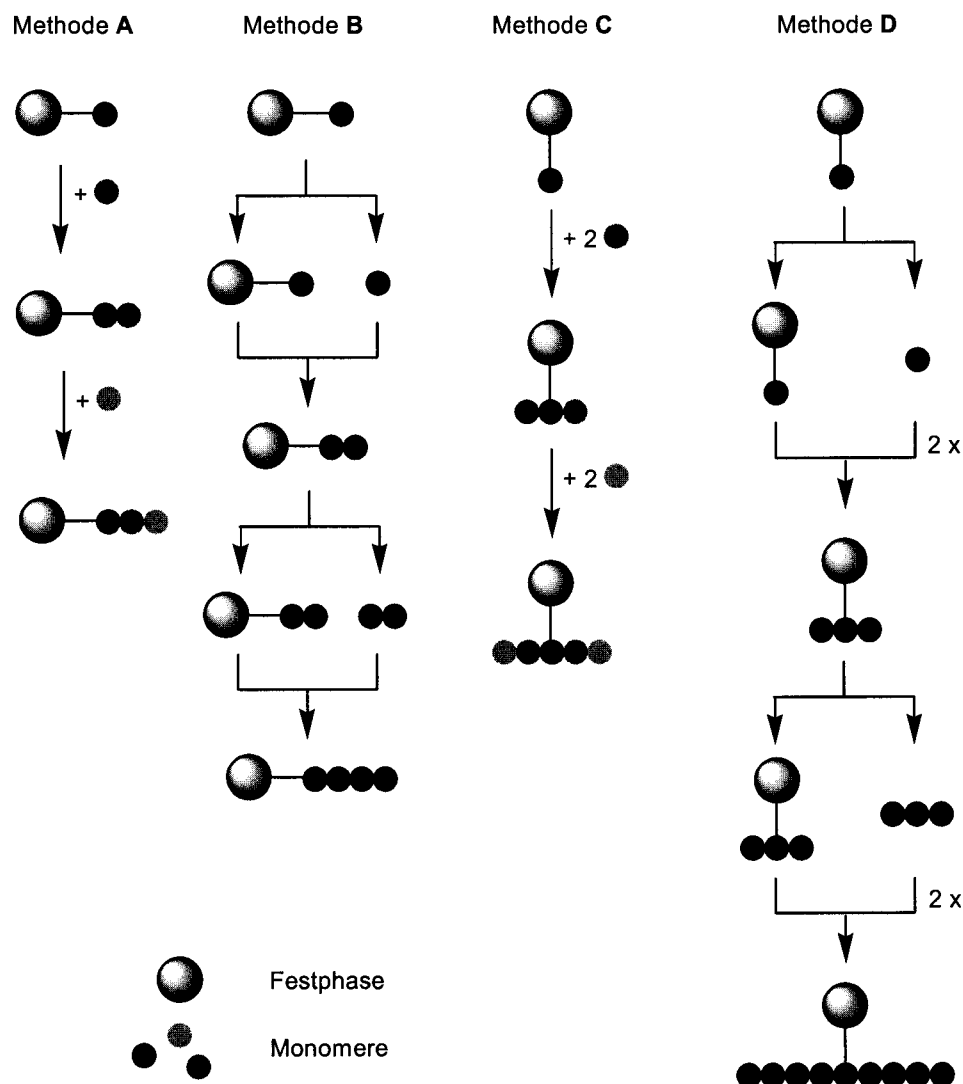 Methode A
Methode B
Methode C
Methode D
+
+
+ 2
+ 2
2 x
2 x
Festphase
Monomere